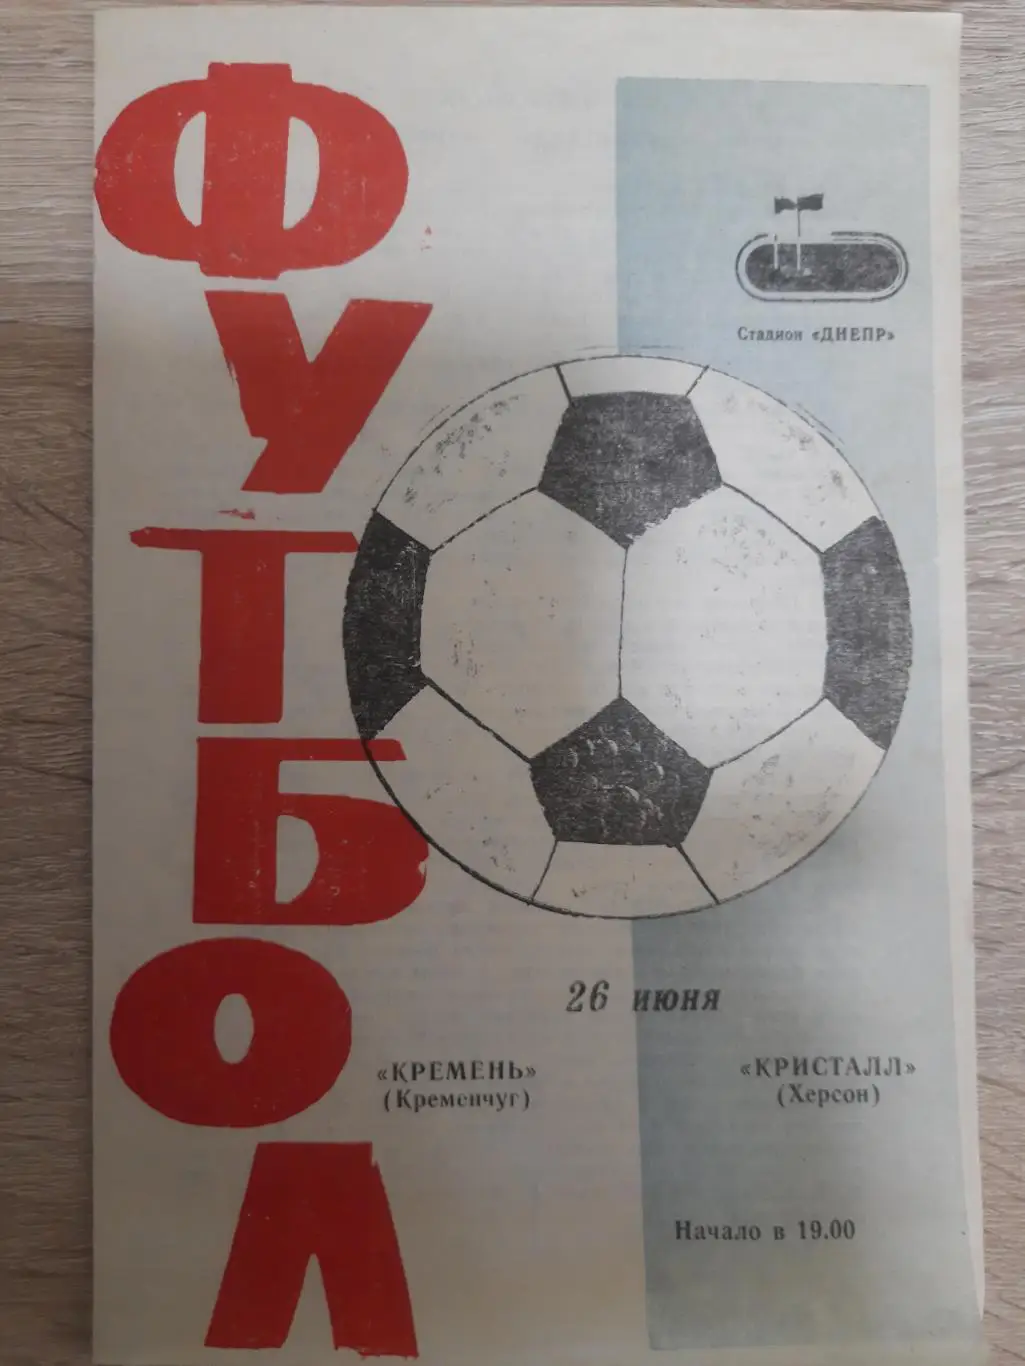 ФУТБОЛ
Стадион «ДНЕПР»
26 июня
«КРЕМЕНЬ»
(Кременчуг)
«КРИСТАЛЛ»
(Херсон)
Начало в 19.00